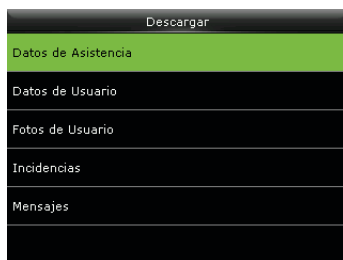 Descargar
Datos de Asistencia
Datos de Usuario
Fotos de Usuario
Incidencias
Mensajes